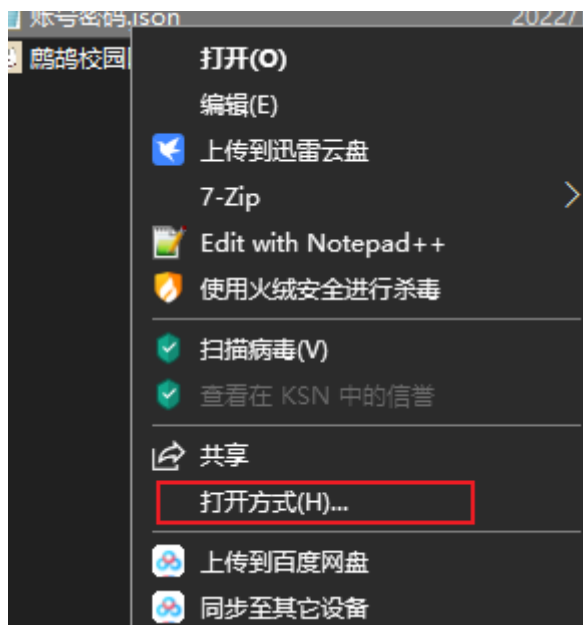 账号密码.json 2022/
鹧鸪校园
打开(O)
编辑(E)
上传到迅雷云盘
7-Zip
Edit with Notepad++
使用火绒安全进行杀毒
扫描病毒(V)
查看在 KSN 中的信誉
共享
打开方式(H)...
上传到百度网盘
同步至其它设备